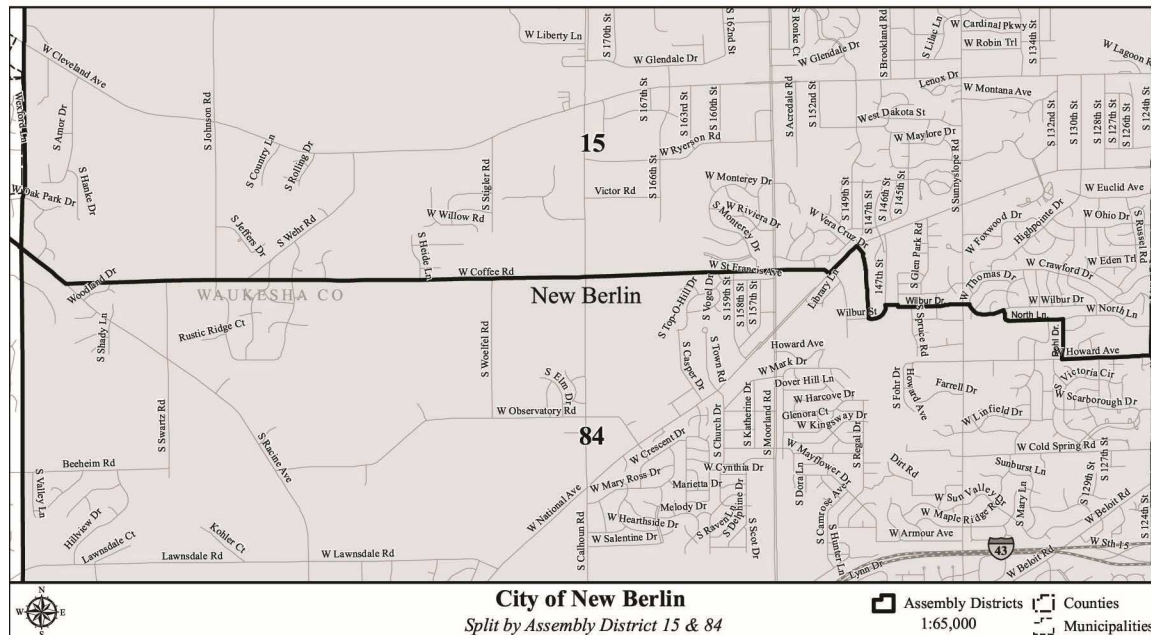 W Cardinal Pkwy
S 162nd St
S Ronke Ct
S Brookland Rd
S Lilac Ln
S 134th St
W Liberty Ln
S 170th St
W Robin Trl
W Cleveland Ave
W Glendale Dr
W Glendale Dr
W Lagoon R
Lenox Dr
S 167th St
S 163rd St
S 160th St
Acredale Rd
S 152nd St
W Montana Ave
Wexford Ln
S Amor Dr
S Johnson Rd
West Dakota St
S 132nd St
S 130th St
S 128th St
S 127th St
S 126th St
S 124th St
W Maylore Dr
15
W Ryerson Rd
S Country Ln
S Rolling Dr
S Stigler Rd
S 166th St
S Sunnyslope Rd
S Hanke Dr
W Oak Park Dr
Victor Rd
W Monterey Dr
S 149th St
S 147th St
S 146th St
S 145th St
W Euclid Ave
W Riviera Dr
S Monterey Dr
W Willow Rd
S Jeffers Dr
S Wehr Rd
W Vera Cruz Dr
W Foxwood Dr
Highpointe Dr
W Ohio Dr
S Russel Rd
S Heide Ln
S Glen Park Rd
W Eden Trl
W Coffee Rd
W St Francis Ave
147th St
W Thomas Dr
W Crawford Dr
Woodland Dr
WAUKESHA CO
New Berlin
Library Ln
S Top-O-Hill Dr
S Vogel Dr
S 159th St
S 158th St
S 157th St
Wilbur St
Wilbur Dr.
W Wilbur Dr
W North Ln
North Ln.
Rustic Ridge Ct
S Shady Ln
S Woelfel Rd
S Spruce Rd
Howard Ave
W Howard Ave
S Casper Dr
S Town Rd
W Mark Dr
S Elm Dr
Dover Hill Ln
S Fohr Dr
Howard Ave
Farrell Dr
S Victoria Cir
W Harcove Dr
W Scarborough Dr
S Swartz Rd
W Observatory Rd
Glenora Ct
W Kingsway Dr
W Linfield Dr
84
S Church Dr
S Katherine Dr
S Moorland Rd
S Regal Dr
W Cold Spring Rd
S Racine Ave
W Crescent Dr
Beeheim Rd
W Mayflower Dr
Dirt Rd
Sunburst Ln
S 129th St
S 127th St
W Cynthia Dr
S Valley Ln
W Mary Ross Dr
Marietta Dr
S Dora Ln
W Sun Valley Dr
S Mary Ln
W Beloit Rd
W National Ave
Melody Dr
S Raven Ln
S Delphine Dr
S Camrose Ave
W Maple Ridge Rd
S 124th St
Hillview Dr
W Hearthside Dr
Lawnsdale Ct
Kohler Ct
S Calhoun Rd
W Salentine Dr
S Scot Dr
S Hunter Ln
W Armour Ave
43
W Sth-15
Lawnsdale Rd
W Lawnsdale Rd
Lynn Dr
W Beloit Rd
N
W E
S
City of New Berlin
Split by Assembly District 15 & 84
Assembly Districts
1:65,000
Counties
Municipalities